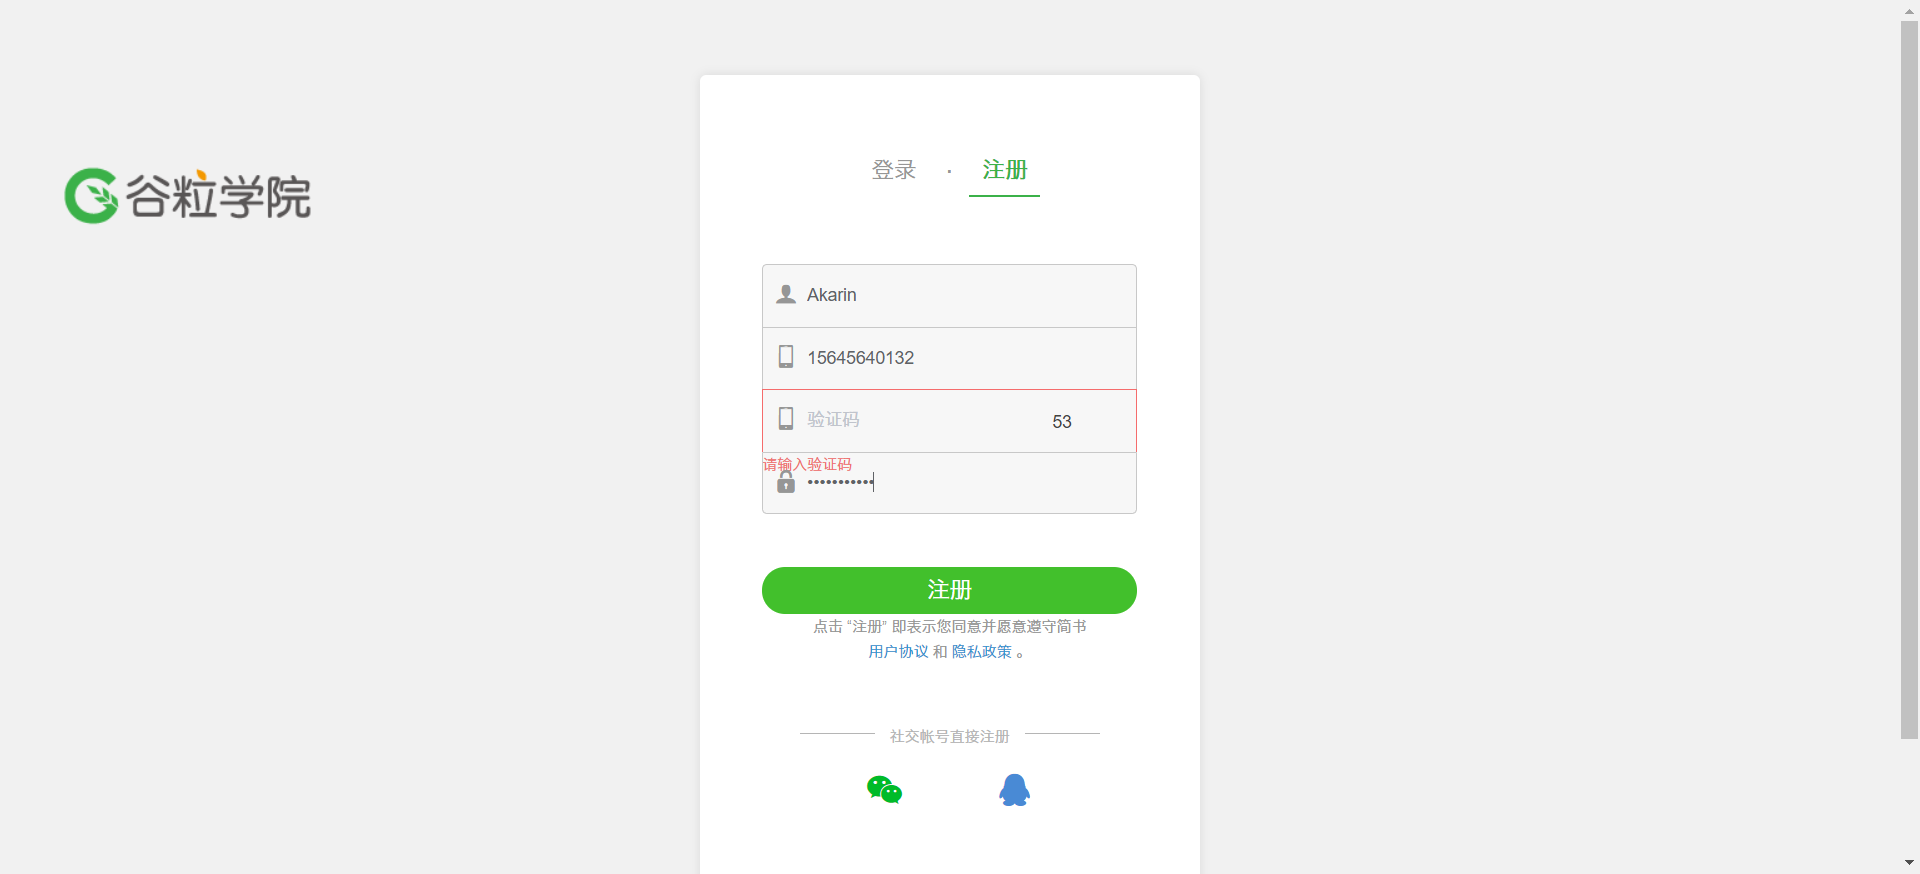 谷粒学院
登录 · 注册
Akarin
15645640132
验证码 53
请输入验证码
•••••••••••
注册
点击 “注册” 即表示您同意并愿意遵守简书
用户协议 和 隐私政策 。
社交帐号直接注册